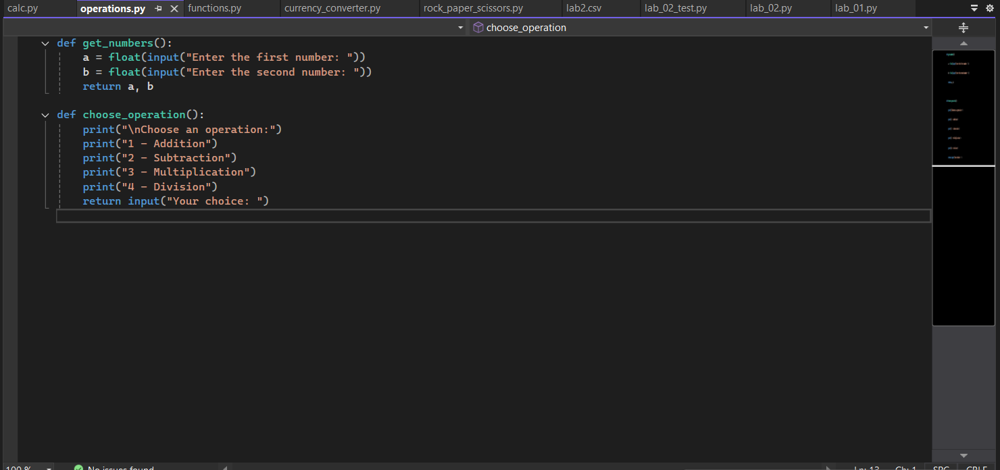 calc.py operations.py functions.py currency_converter.py rock_paper_scissors.py lab2.csv lab_02_test.py lab_02.py lab_01.py
choose_operation
def get_numbers():
    a = float(input("Enter the first number: "))
    b = float(input("Enter the second number: "))
    return a, b
def choose_operation():
    print("\nChoose an operation:")
    print("1 - Addition")
    print("2 - Subtraction")
    print("3 - Multiplication")
    print("4 - Division")
    return input("Your choice: ")
100 % No issues found Ln: 13 Ch: 1 SPC CRLF